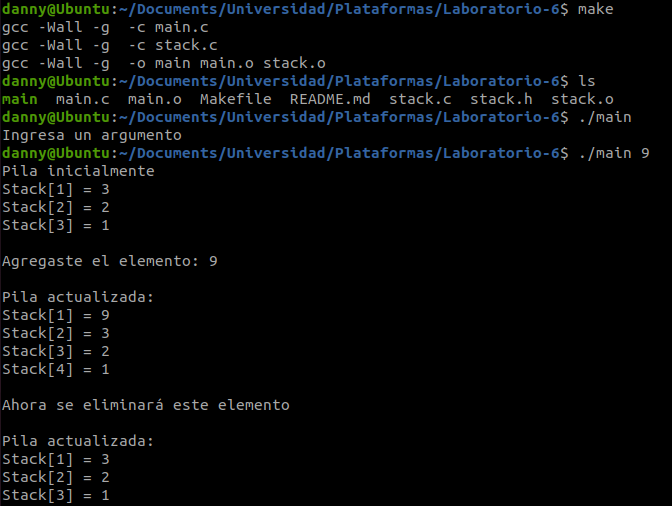 danny@Ubuntu:~/Documents/Universidad/Plataformas/Laboratorio-6$ make
gcc -Wall -g  -c main.c
gcc -Wall -g  -c stack.c
gcc -Wall -g  -o main main.o stack.o
danny@Ubuntu:~/Documents/Universidad/Plataformas/Laboratorio-6$ ls
main  main.c  main.o  Makefile  README.md  stack.c  stack.h  stack.o
danny@Ubuntu:~/Documents/Universidad/Plataformas/Laboratorio-6$ ./main
Ingresa un argumento
danny@Ubuntu:~/Documents/Universidad/Plataformas/Laboratorio-6$ ./main 9
Pila inicialmente
Stack[1] = 3
Stack[2] = 2
Stack[3] = 1

Agregaste el elemento: 9

Pila actualizada:
Stack[1] = 9
Stack[2] = 3
Stack[3] = 2
Stack[4] = 1

Ahora se eliminará este elemento

Pila actualizada:
Stack[1] = 3
Stack[2] = 2
Stack[3] = 1